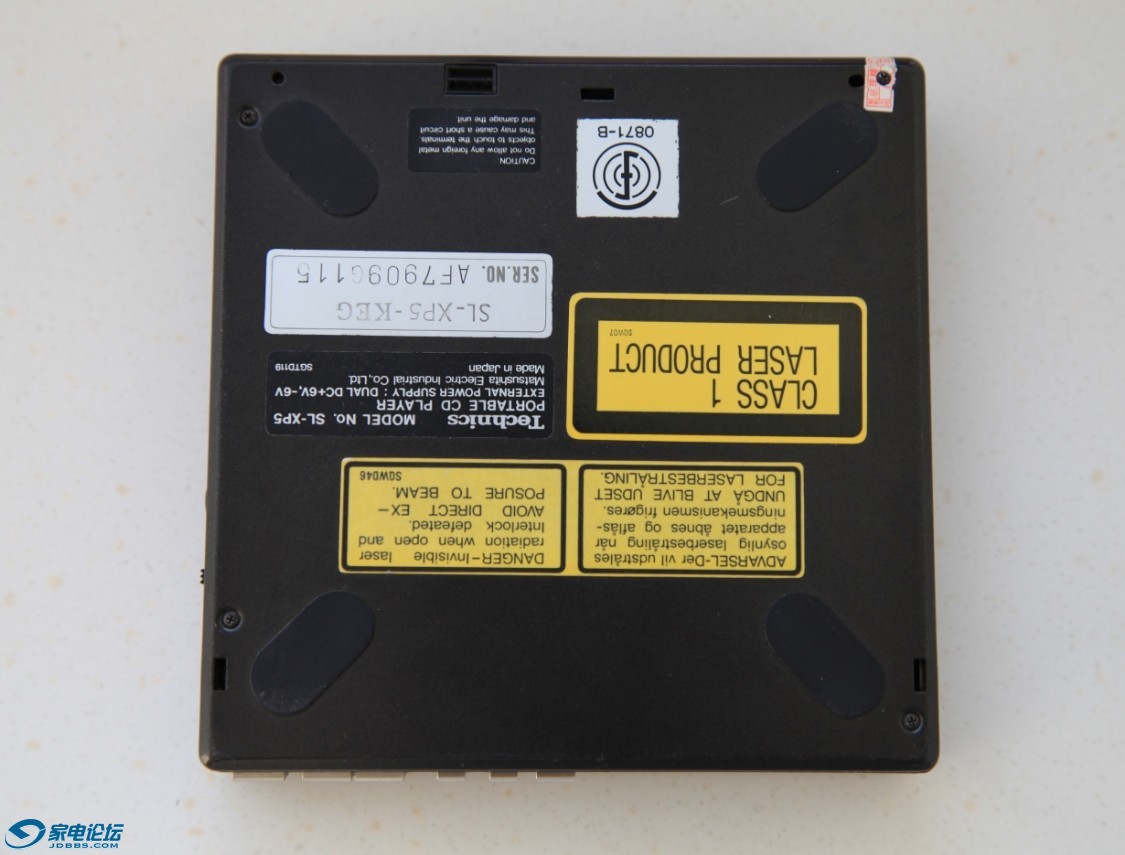 CAUTION:
Do not allow any foreign metal
objects to touch the terminals.
This may cause a short circuit
and damage the unit.
0871-B
S
SL-XP5-KEG
SER.NO. AF7909G115
CLASS 1
LASER PRODUCT
SQW07
Technics MODEL No. SL-XP5
PORTABLE CD PLAYER
EXTERNAL POWER SUPPLY : DUAL DC+6V,-6V
Matsushita Electric Industrial Co.,Ltd.
Made in Japan SGTD119
ADVARSEL-Der vil udstråles
osynlig laserbestråling når
apparatet åbnes og aflås-
ningsmekanismen frigøres.
UNDGÅ AT BLIVE UDSET
FOR LASERBESTRÅLING.
DANGER-Invisible laser
radiation when open and
Interlock defeated.
AVOID DIRECT EX-
POSURE TO BEAM.
SQWD46
家电论坛
JDBBS.COM